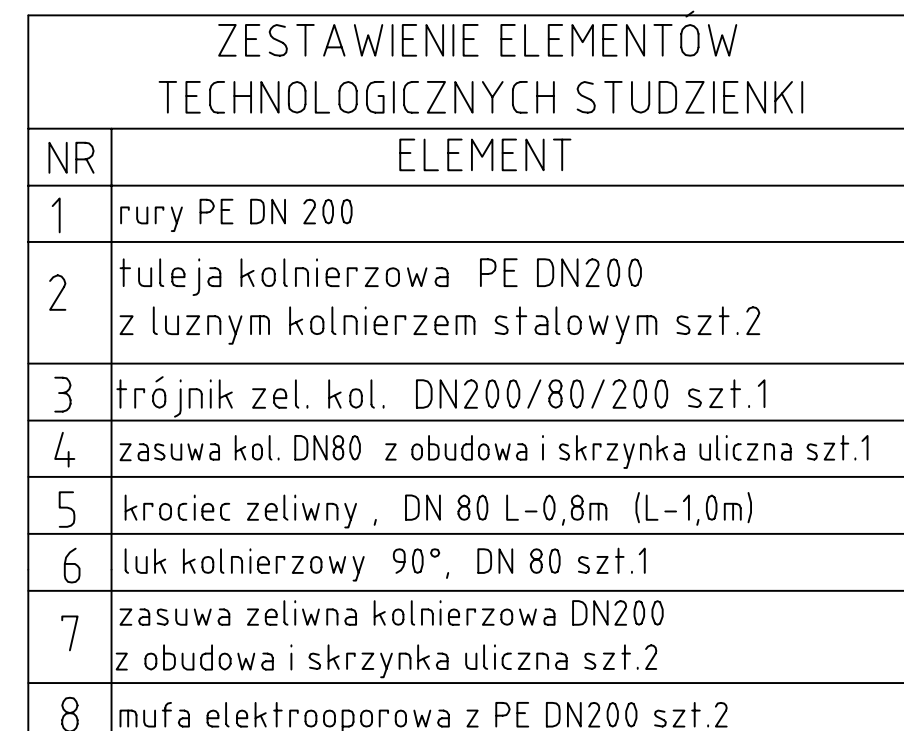 ZESTAWIENIE ELEMENTÓW
TECHNOLOGICZNYCH STUDZIENKI
NR ELEMENT
1 rury PE DN 200
2 tuleja kolnierzowa PE DN200
z luznym kolnierzem stalowym szt.2
3 trójnik zel. kol. DN200/80/200 szt.1
4 zasuwa kol. DN80 z obudowa i skrzynka uliczna szt.1
5 krociec zeliwny , DN 80 L-0,8m (L-1,0m)
6 luk kolnierzowy 90°, DN 80 szt.1
7 zasuwa zeliwna kolnierzowa DN200
z obudowa i skrzynka uliczna szt.2
8 mufa elektrooporowa z PE DN200 szt.2